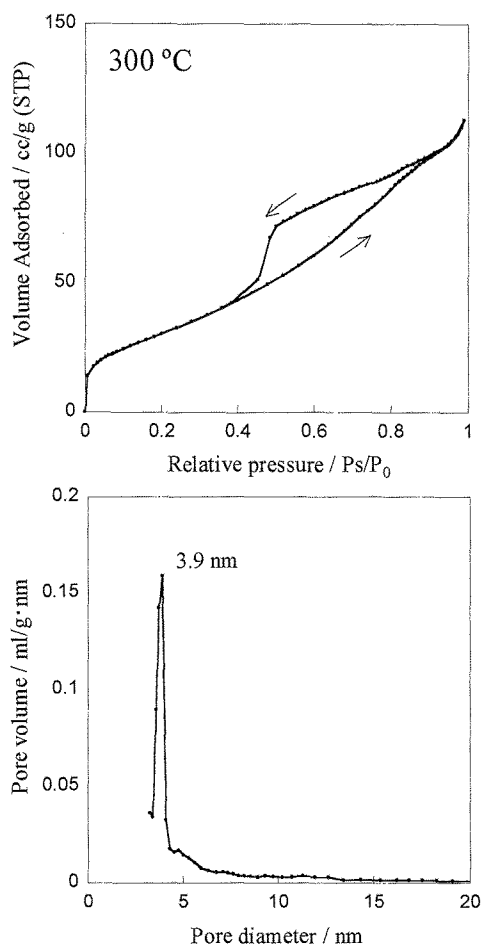 150
300 ºC
100
50
0
0 0.2 0.4 0.6 0.8 1
Volume Adsorbed / cc/g (STP)
Relative pressure / Ps/P₀
0.2
3.9 nm
0.15
0.1
0.05
0
0 5 10 15 20
Pore volume / ml/g·nm
Pore diameter / nm